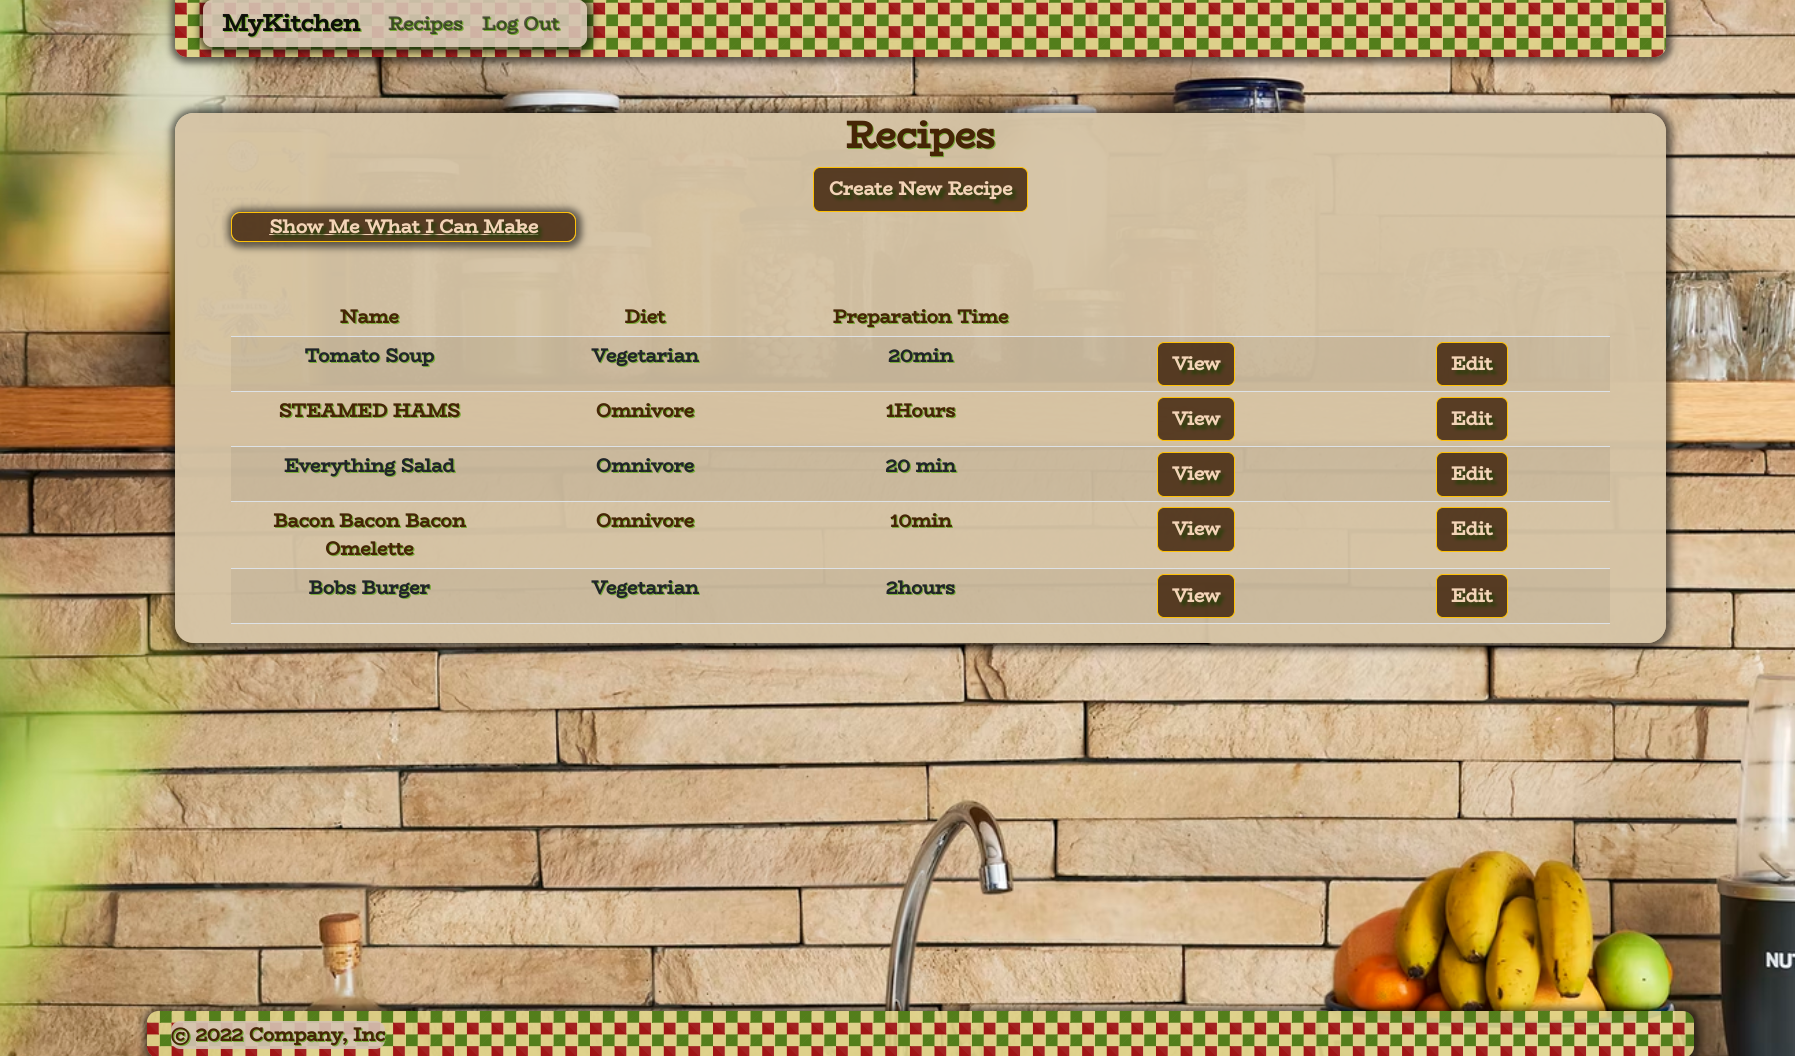 MyKitchen Recipes Log Out
Recipes
Create New Recipe
Show Me What I Can Make
Name Diet Preparation Time
Tomato Soup Vegetarian 20min View Edit
STEAMED HAMS Omnivore 1Hours View Edit
Everything Salad Omnivore 20 min View Edit
Bacon Bacon Bacon Omnivore 10min View Edit
Omelette
Bobs Burger Vegetarian 2hours View Edit
© 2022 Company, Inc